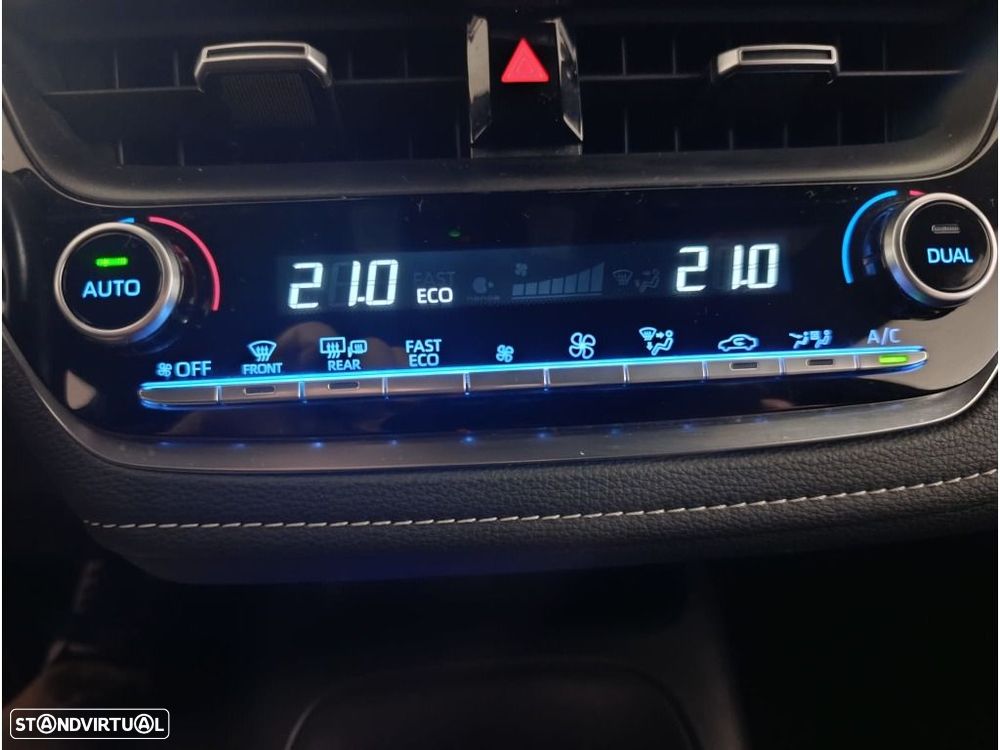 AUTO
21.0 FAST ECO 21.0
DUAL
OFF FRONT REAR FAST ECO A/C
STANDVIRTUAL